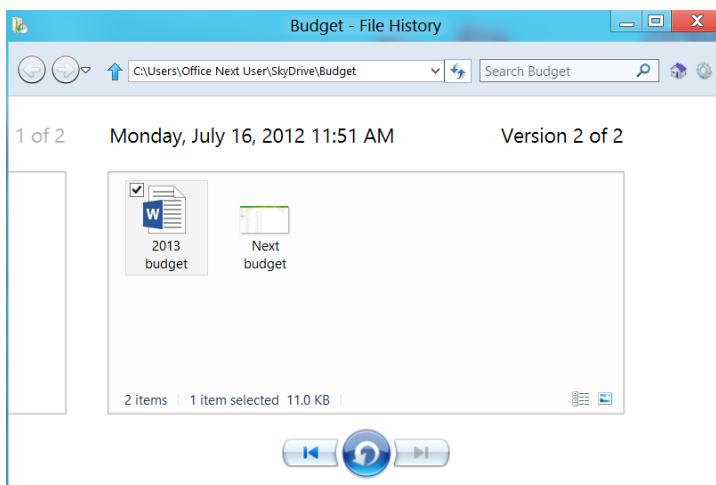 Budget - File History
C:\Users\Office Next User\SkyDrive\Budget
Search Budget
1 of 2
Monday, July 16, 2012 11:51 AM
Version 2 of 2
W
2013
budget
Next
budget
2 items
1 item selected 11.0 KB